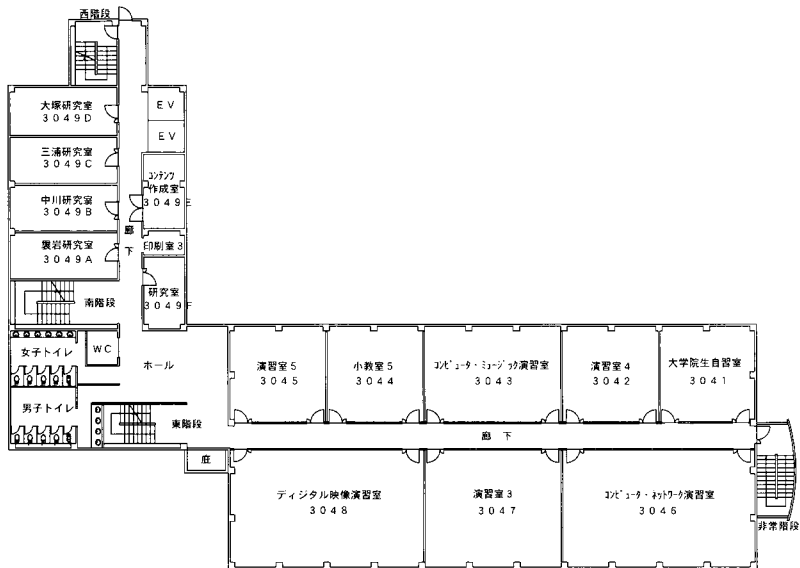 西階段
大塚研究室
3049D
EV
三浦研究室
3049C
EV
コンテンツ
作成室
3049E
中川研究室
3049B
廊
下
印刷室3
襲岩研究室
3049A
研究室
3049F
南階段
女子トイレ
WC
ホール
男子トイレ
東階段
庇
演習室5
3045
小教室5
3044
コンピュータ・ミュージック演習室
3043
演習室4
3042
大学院生自習室
3041
廊下
ディジタル映像演習室
3048
演習室3
3047
コンピュータ・ネットワーク演習室
3046
非常階段